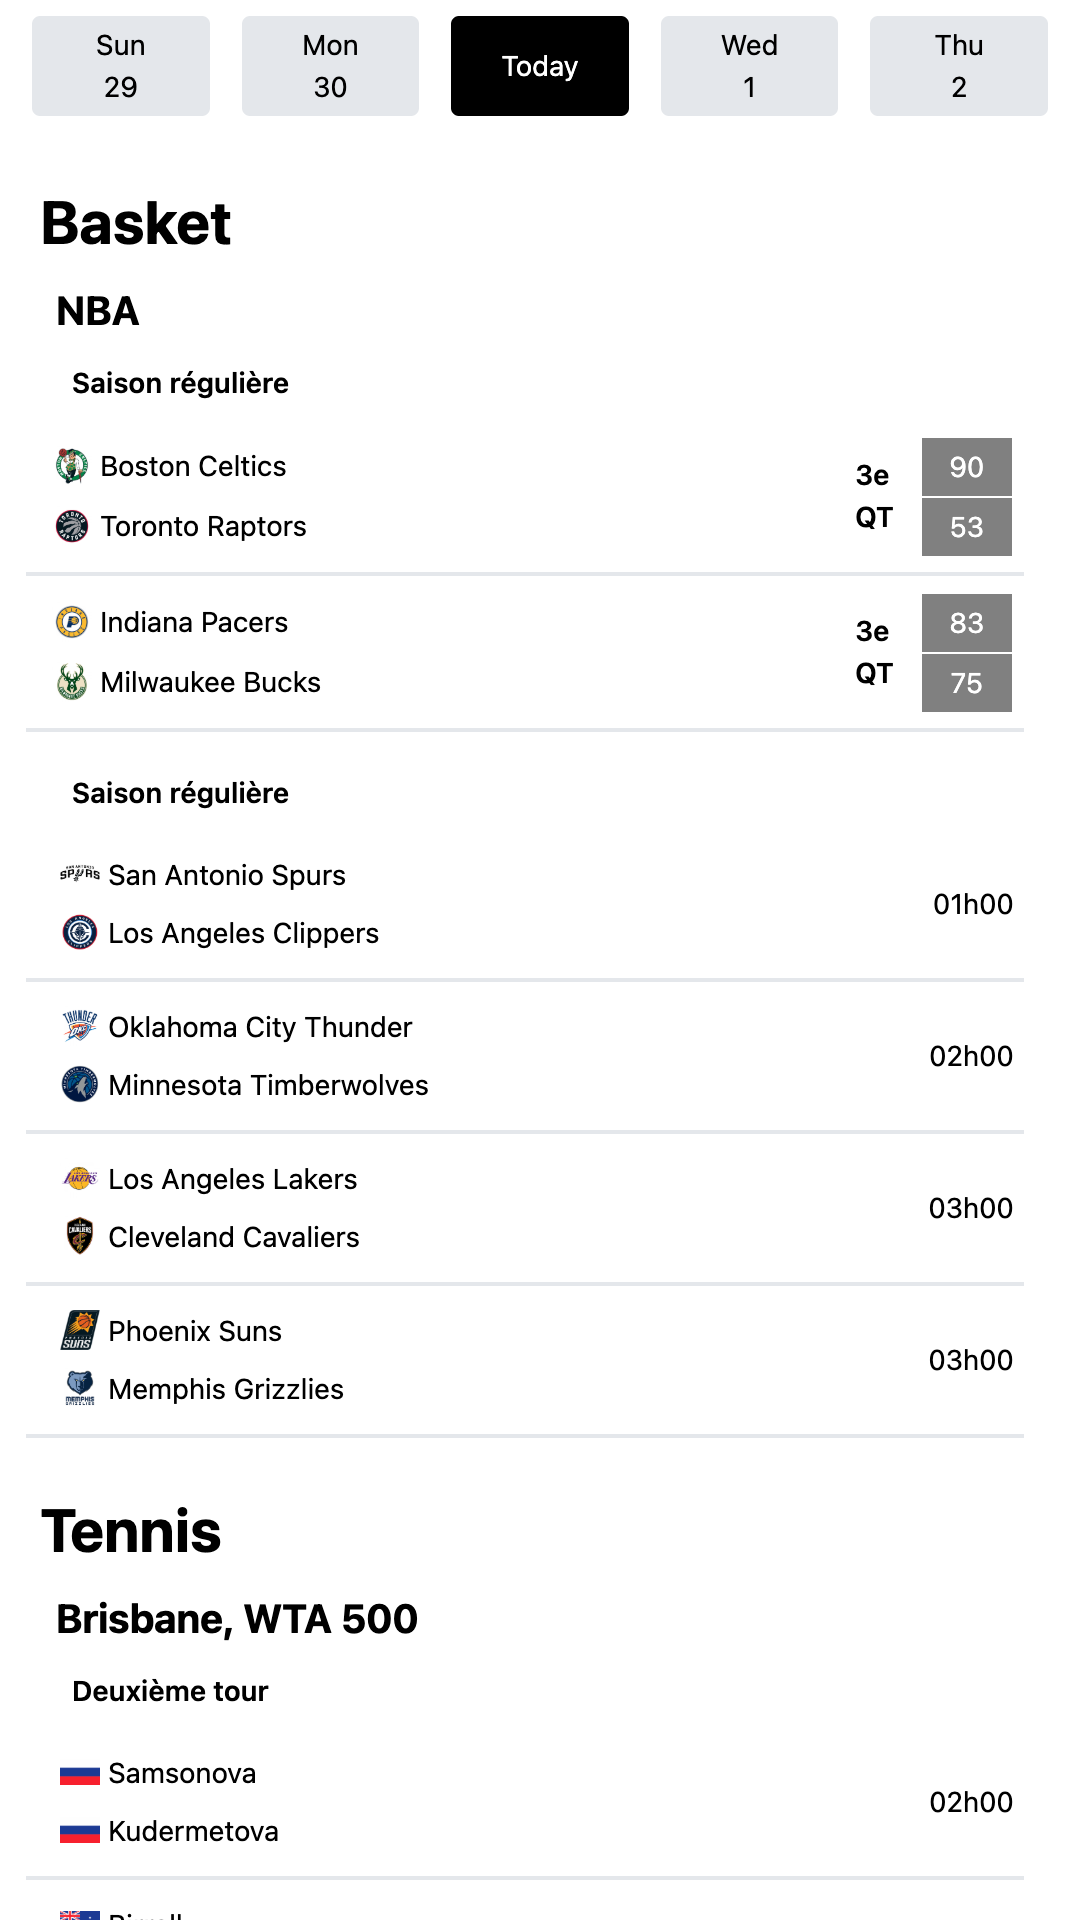 Sun
29
Mon
30
Today
Wed
1
Thu
2
Basket
NBA
Saison régulière
Boston Celtics
Toronto Raptors
3e
QT
90
53
Indiana Pacers
Milwaukee Bucks
3e
QT
83
75
Saison régulière
San Antonio Spurs
Los Angeles Clippers
01h00
Oklahoma City Thunder
Minnesota Timberwolves
02h00
Los Angeles Lakers
Cleveland Cavaliers
03h00
Phoenix Suns
Memphis Grizzlies
03h00
Tennis
Brisbane, WTA 500
Deuxième tour
Samsonova
Kudermetova
02h00